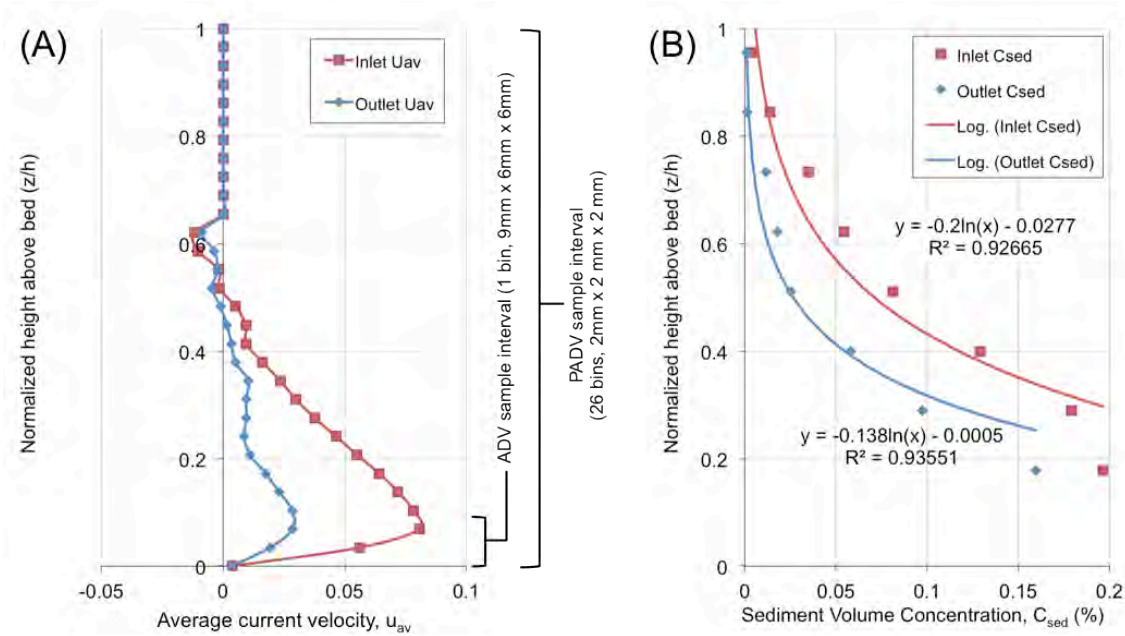 (A)
Normalized height above bed (z/h)
1
0.8
0.6
0.4
0.2
0
-0.05
0
0.05
0.1
Average current velocity, uav
Inlet Uav
Outlet Uav
ADV sample interval (1 bin, 9mm x 6mm x 6mm)
PADV sample interval
(26 bins, 2mm x 2 mm x 2 mm)
(B)
Normalized height above bed (z/h)
1
0.8
0.6
0.4
0.2
0
0
0.05
0.1
0.15
0.2
Sediment Volume Concentration, Csed (%)
Inlet Csed
Outlet Csed
Log. (Inlet Csed)
Log. (Outlet Csed)
y = -0.2ln(x) - 0.0277
R² = 0.92665
y = -0.138ln(x) - 0.0005
R² = 0.93551